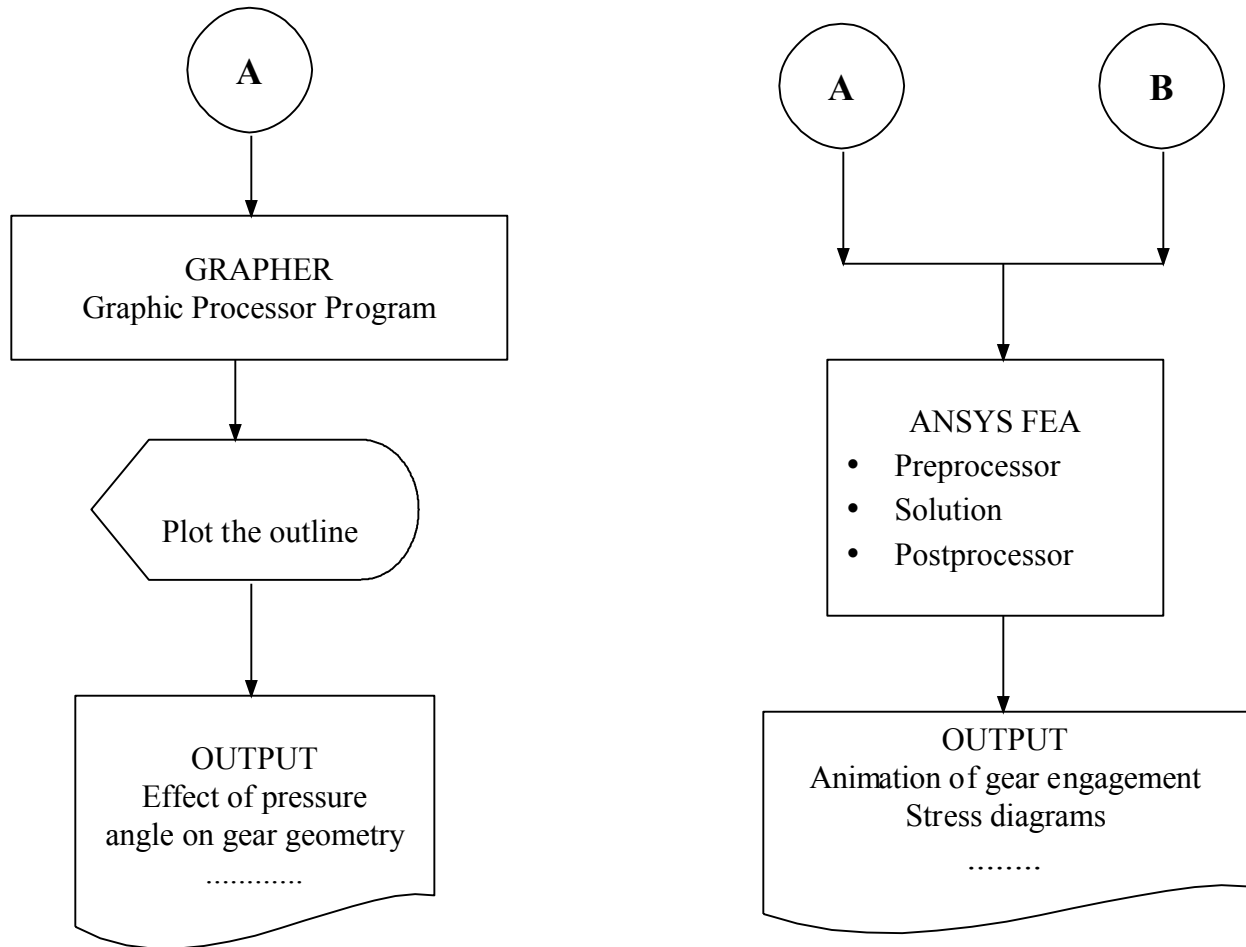 A
GRAPHER
Graphic Processor Program
Plot the outline
OUTPUT
Effect of pressure
angle on gear geometry
............
A
B
ANSYS FEA
• Preprocessor
• Solution
• Postprocessor
OUTPUT
Animation of gear engagement
Stress diagrams
........